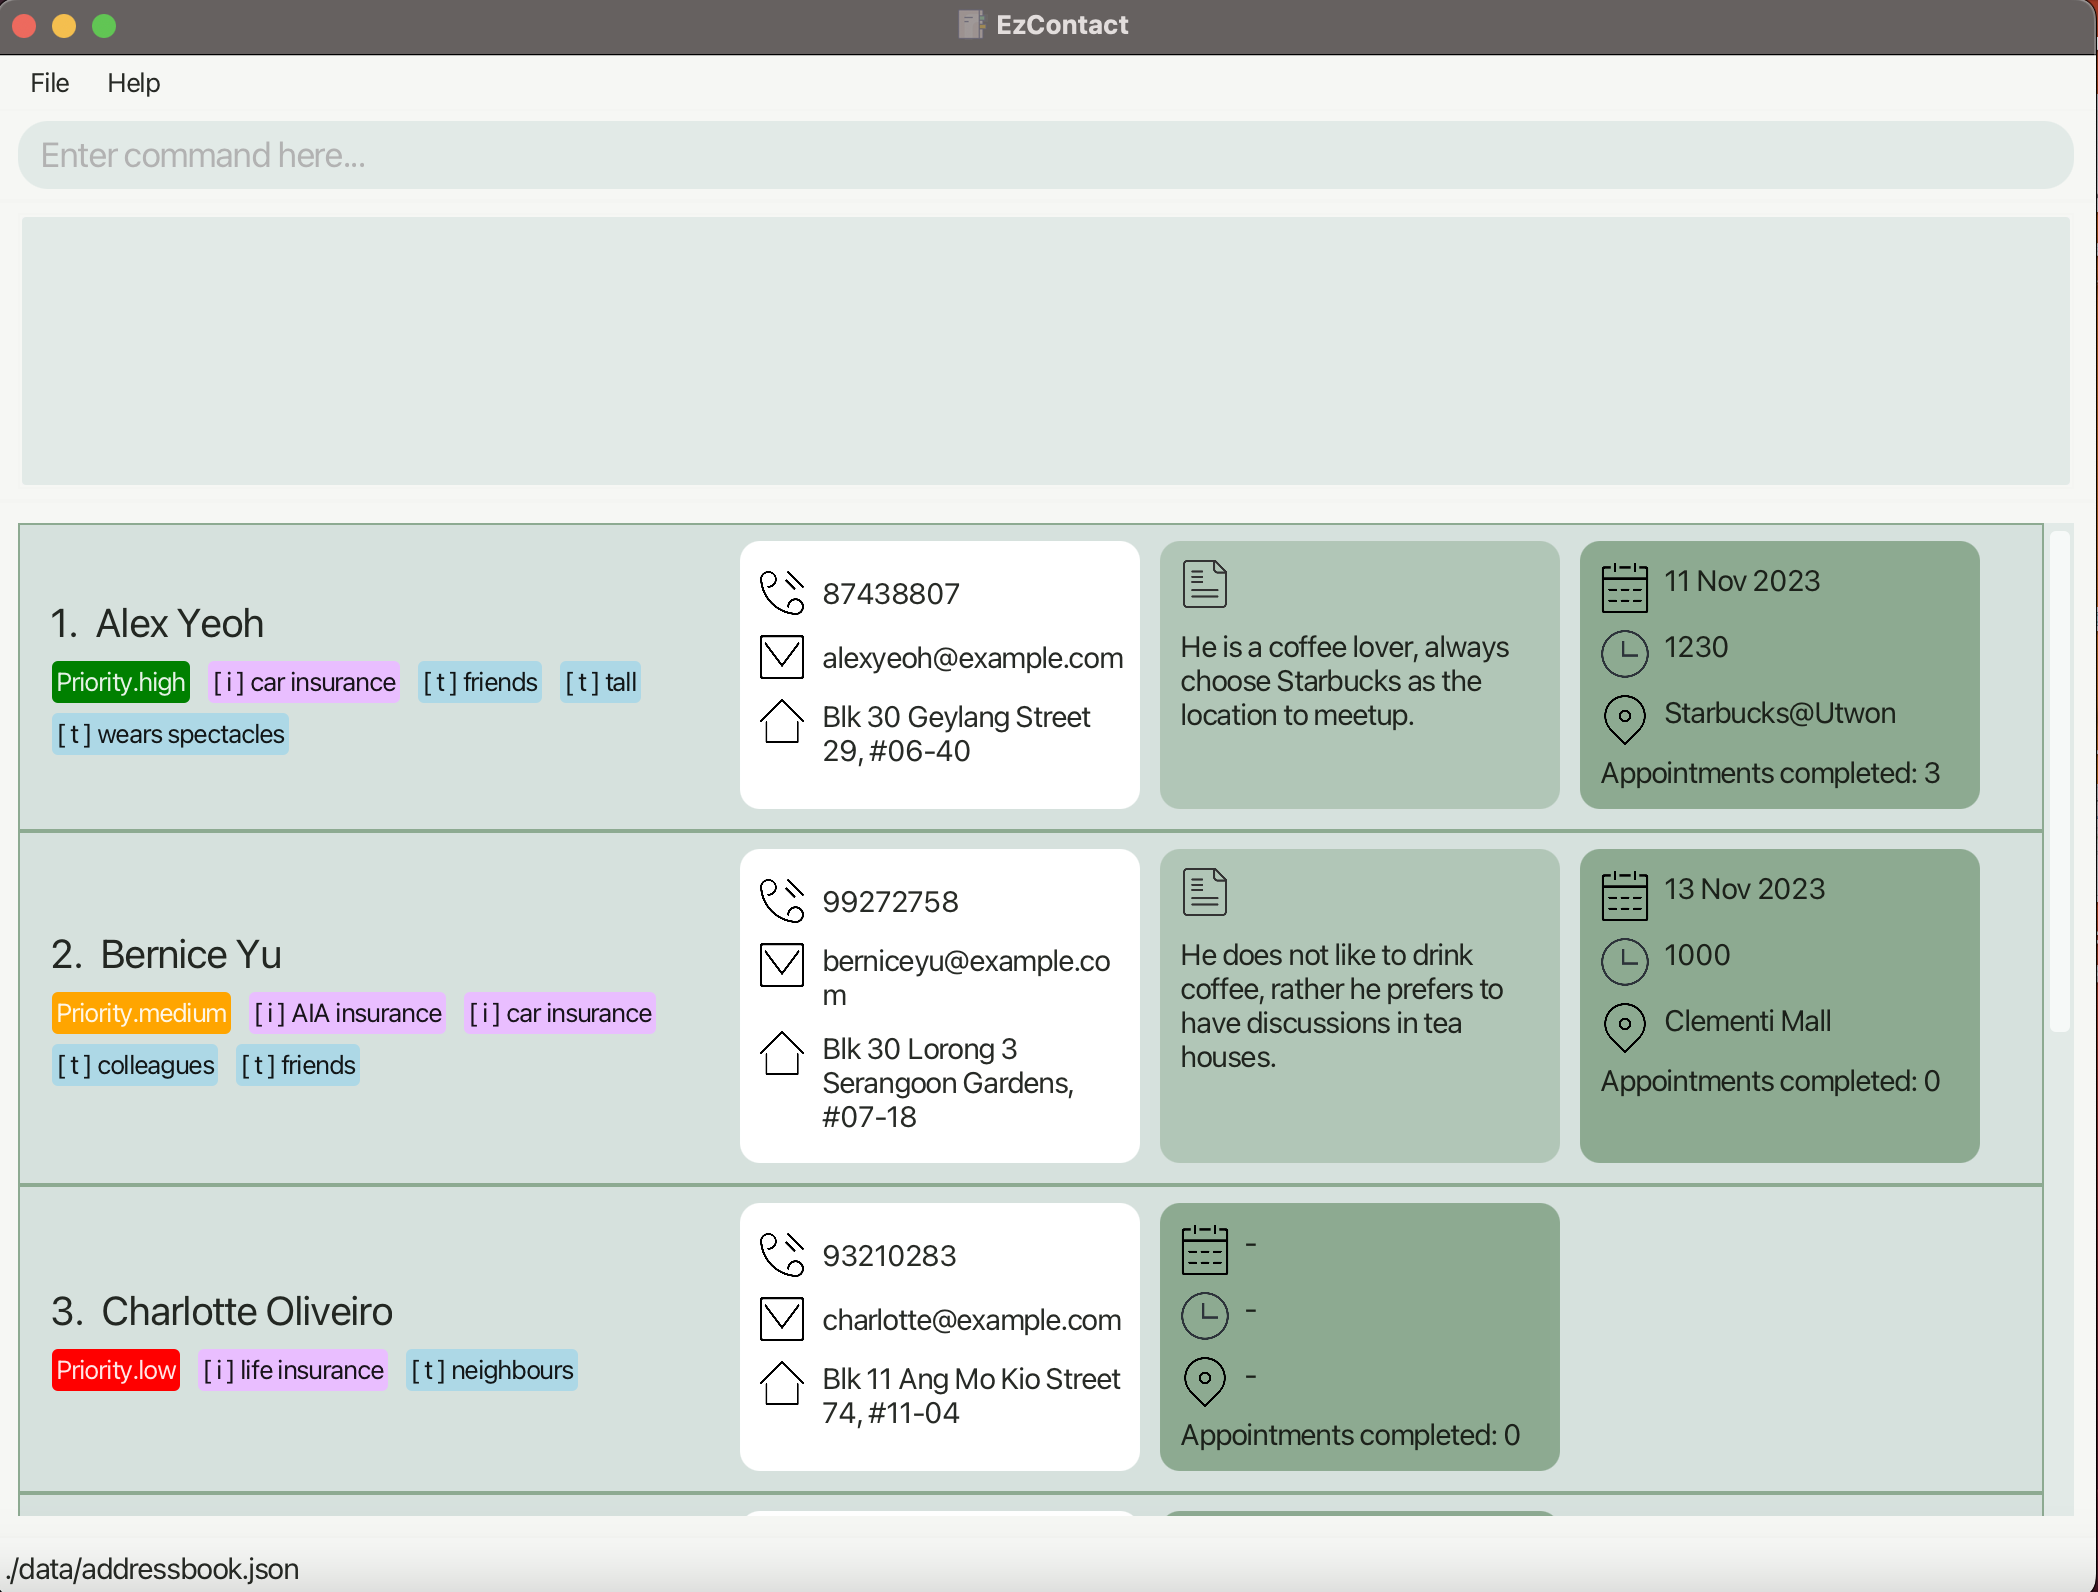 EzContact
File Help
Enter command here...
1. Alex Yeoh
Priority.high [ i ] car insurance [ t ] friends [ t ] tall
[ t ] wears spectacles
87438807
alexyeoh@example.com
Blk 30 Geylang Street
29, #06-40
He is a coffee lover, always
choose Starbucks as the
location to meetup.
11 Nov 2023
1230
Starbucks@Utwon
Appointments completed: 3
2. Bernice Yu
Priority.medium [ i ] AIA insurance [ i ] car insurance
[ t ] colleagues [ t ] friends
99272758
berniceyu@example.co
m
Blk 30 Lorong 3
Serangoon Gardens,
#07-18
He does not like to drink
coffee, rather he prefers to
have discussions in tea
houses.
13 Nov 2023
1000
Clementi Mall
Appointments completed: 0
3. Charlotte Oliveiro
Priority.low [ i ] life insurance [ t ] neighbours
93210283
charlotte@example.com
Blk 11 Ang Mo Kio Street
74, #11-04
-
-
-
Appointments completed: 0
./data/addressbook.json